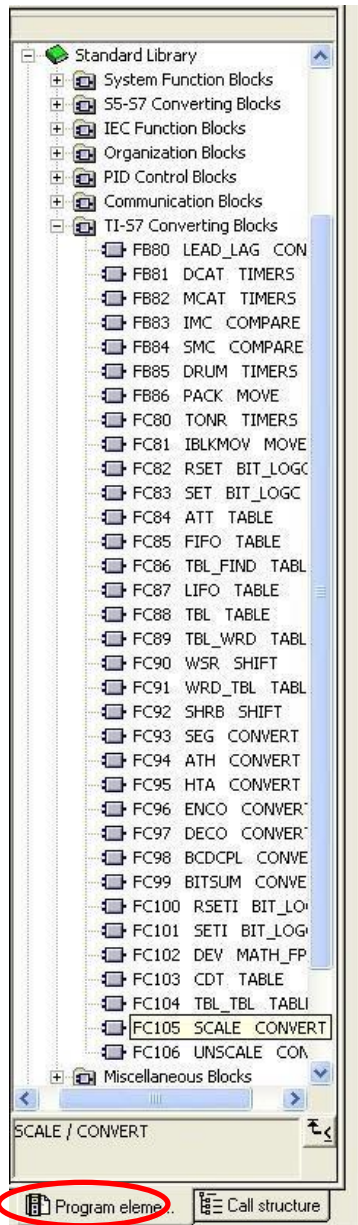 Standard Library
System Function Blocks
S5-S7 Converting Blocks
IEC Function Blocks
Organization Blocks
PID Control Blocks
Communication Blocks
TI-S7 Converting Blocks
FB80 LEAD_LAG CON
FB81 DCAT TIMERS
FB82 MCAT TIMERS
FB83 IMC COMPARE
FB84 SMC COMPARE
FB85 DRUM TIMERS
FB86 PACK MOVE
FC80 TONR TIMERS
FC81 IBLKMOV MOVE
FC82 RSET BIT_LOGC
FC83 SET BIT_LOGC
FC84 ATT TABLE
FC85 FIFO TABLE
FC86 TBL_FIND TABL
FC87 LIFO TABLE
FC88 TBL TABLE
FC89 TBL_WRD TABL
FC90 WSR SHIFT
FC91 WRD_TBL TABL
FC92 SHRB SHIFT
FC93 SEG CONVERT
FC94 ATH CONVERT
FC95 HTA CONVERT
FC96 ENCO CONVER
FC97 DECO CONVER
FC98 BCDCPL CONVE
FC99 BITSUM CONVE
FC100 RSETI BIT_LO
FC101 SETI BIT_LOG
FC102 DEV MATH_FP
FC103 CDT TABLE
FC104 TBL_TBL TABL
FC105 SCALE CONVERT
FC106 UNSCALE CON
Miscellaneous Blocks
SCALE / CONVERT
Program eleme... Call structure